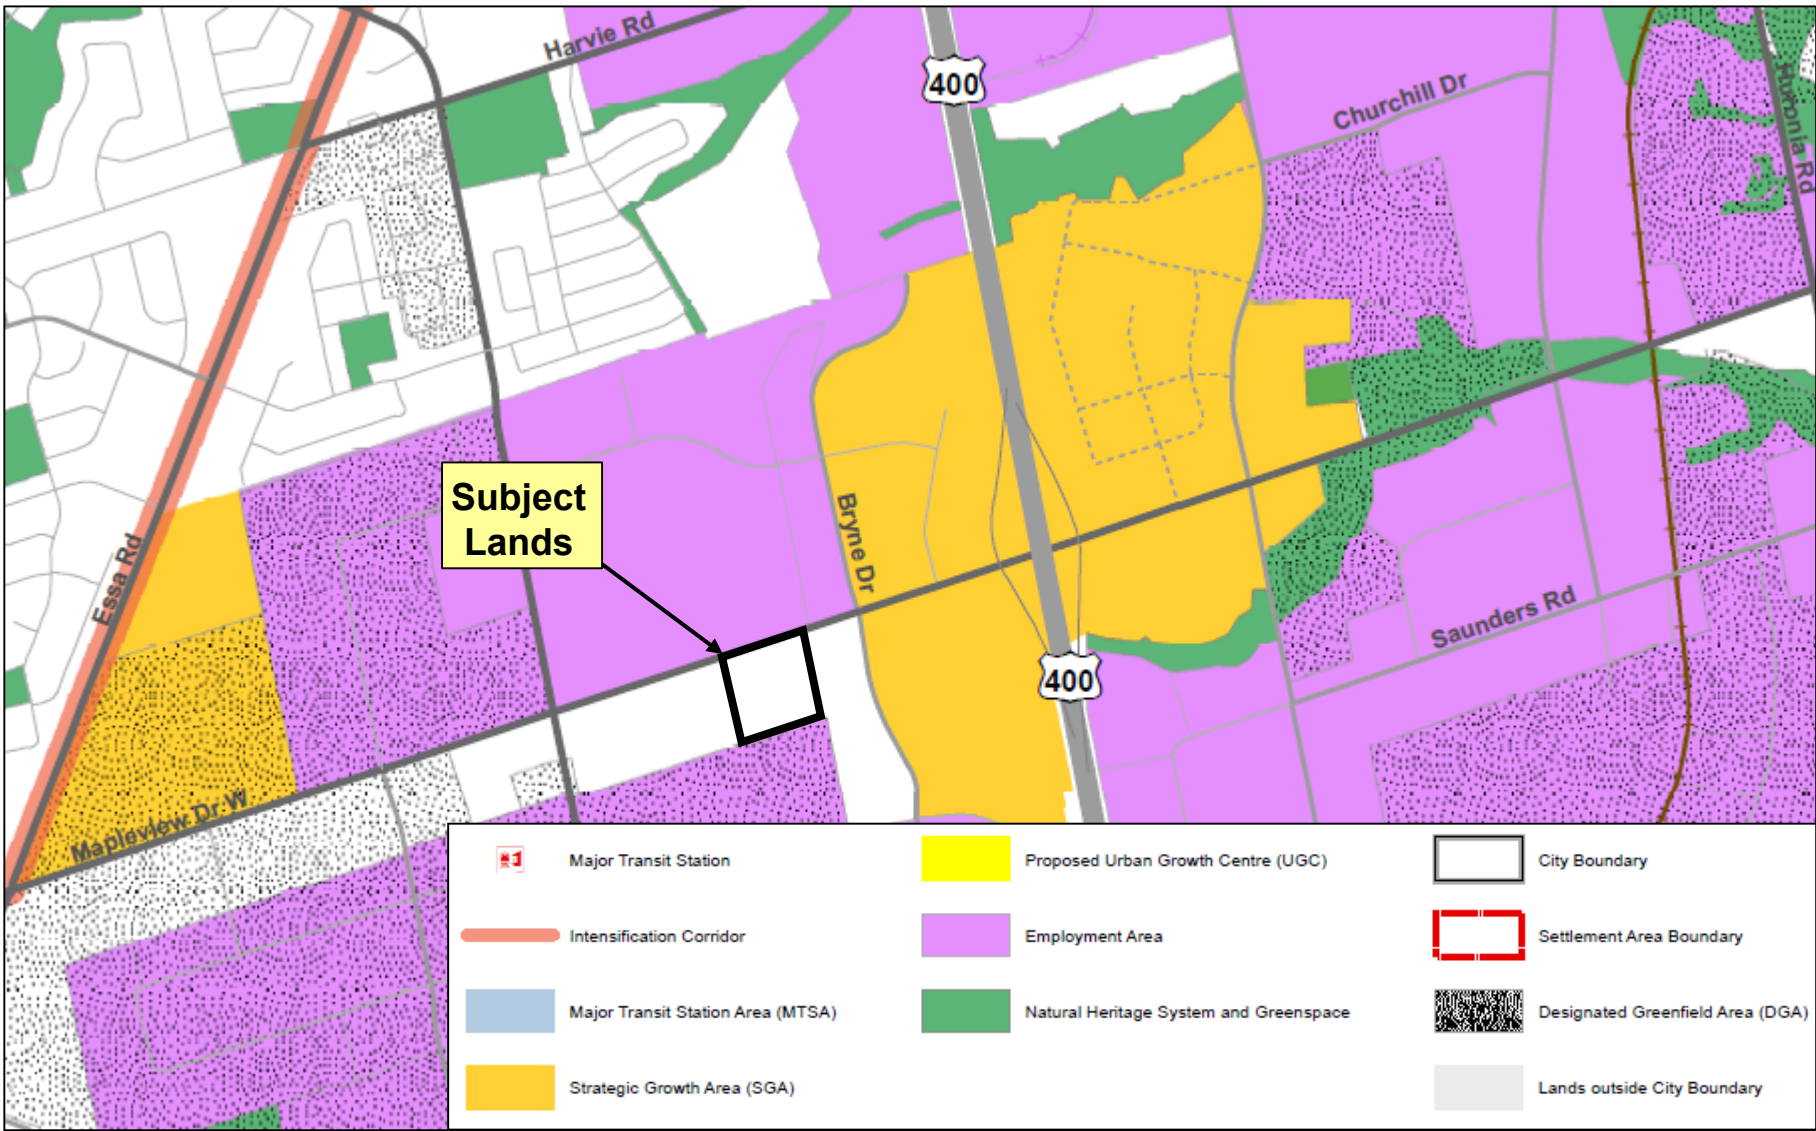 Harvie Rd
400
Churchill Dr
Huronia Rd
Subject
Lands
Bryne Dr
Essa Rd
Saunders Rd
400
Mapleview Dr W
Major Transit Station
Proposed Urban Growth Centre (UGC)
City Boundary
Intensification Corridor
Employment Area
Settlement Area Boundary
Major Transit Station Area (MTSA)
Natural Heritage System and Greenspace
Designated Greenfield Area (DGA)
Strategic Growth Area (SGA)
Lands outside City Boundary